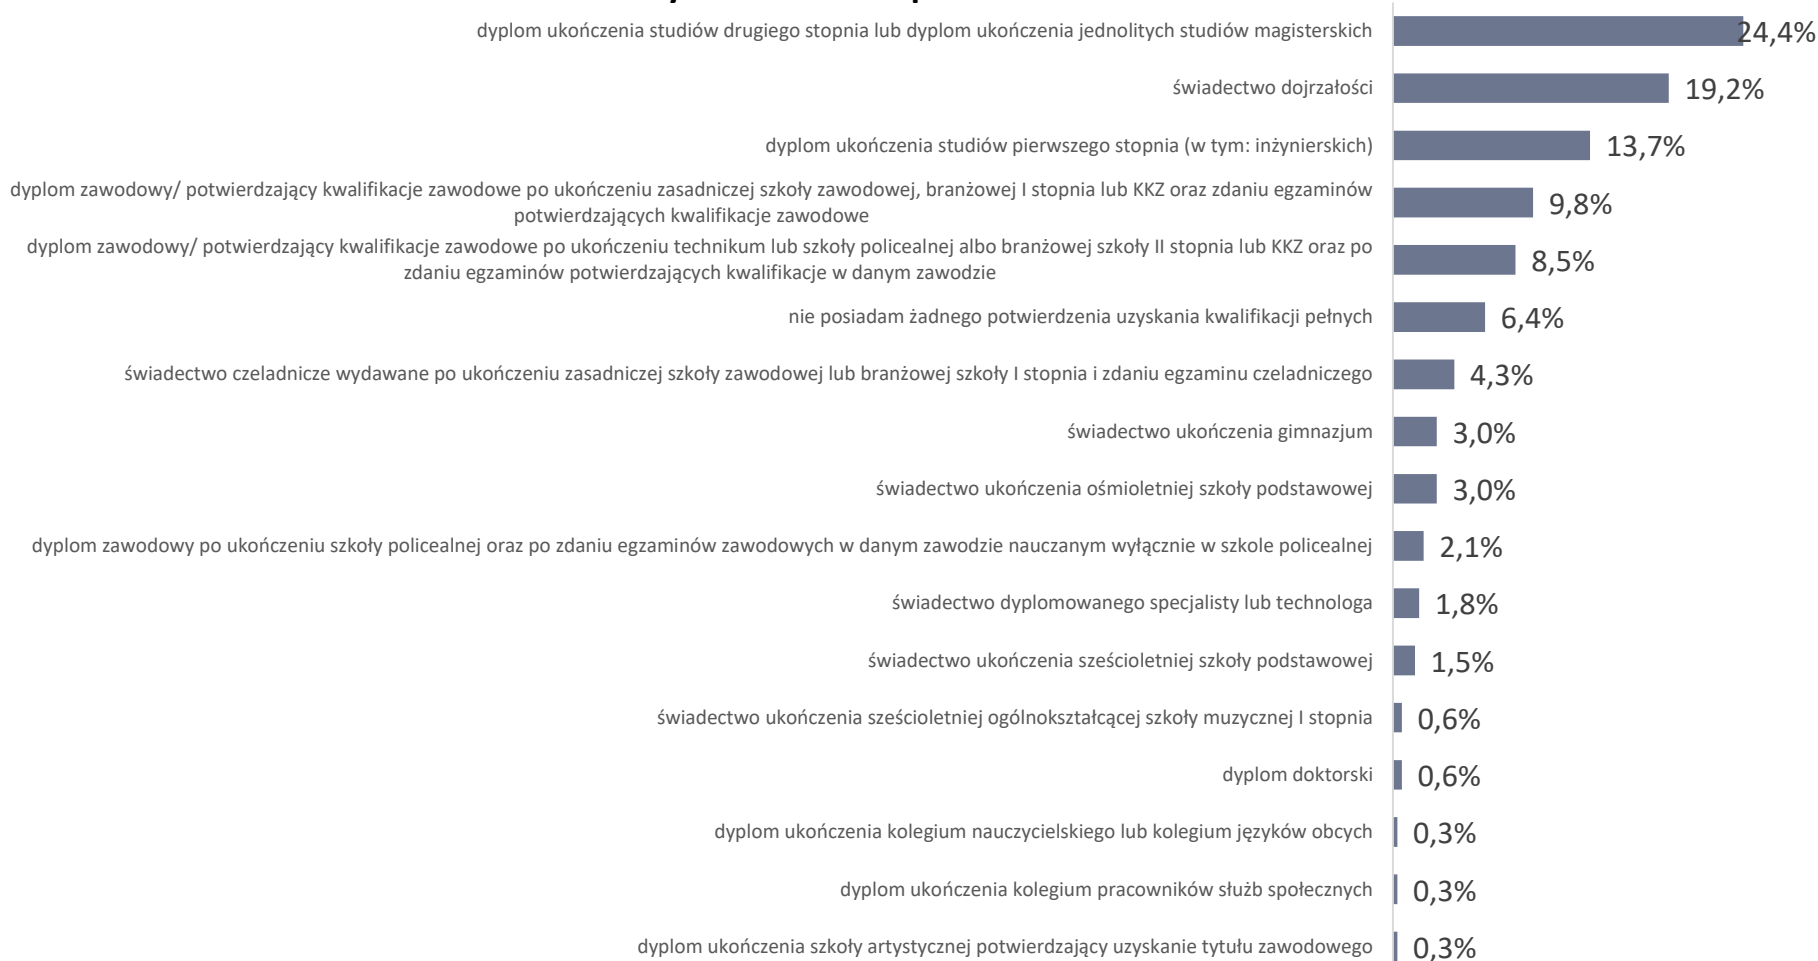 dyplom ukończenia studiów drugiego stopnia lub dyplom ukończenia jednolitych studiów magisterskich 24,4%
świadectwo dojrzałości 19,2%
dyplom ukończenia studiów pierwszego stopnia (w tym: inżynierskich) 13,7%
dyplom zawodowy/ potwierdzający kwalifikacje zawodowe po ukończeniu zasadniczej szkoły zawodowej, branżowej I stopnia lub KKZ oraz zdaniu egzaminów
potwierdzających kwalifikacje zawodowe 9,8%
dyplom zawodowy/ potwierdzający kwalifikacje zawodowe po ukończeniu technikum lub szkoły policealnej albo branżowej szkoły II stopnia lub KKZ oraz po
zdaniu egzaminów potwierdzających kwalifikacje w danym zawodzie 8,5%
nie posiadam żadnego potwierdzenia uzyskania kwalifikacji pełnych 6,4%
świadectwo czeladnicze wydawane po ukończeniu zasadniczej szkoły zawodowej lub branżowej szkoły I stopnia i zdaniu egzaminu czeladniczego 4,3%
świadectwo ukończenia gimnazjum 3,0%
świadectwo ukończenia ośmioletniej szkoły podstawowej 3,0%
dyplom zawodowy po ukończeniu szkoły policealnej oraz po zdaniu egzaminów zawodowych w danym zawodzie nauczanym wyłącznie w szkole policealnej 2,1%
świadectwo dyplomowanego specjalisty lub technologa 1,8%
świadectwo ukończenia sześcioletniej szkoły podstawowej 1,5%
świadectwo ukończenia sześcioletniej ogólnokształcącej szkoły muzycznej I stopnia 0,6%
dyplom doktorski 0,6%
dyplom ukończenia kolegium nauczycielskiego lub kolegium języków obcych 0,3%
dyplom ukończenia kolegium pracowników służb społecznych 0,3%
dyplom ukończenia szkoły artystycznej potwierdzający uzyskanie tytułu zawodowego 0,3%